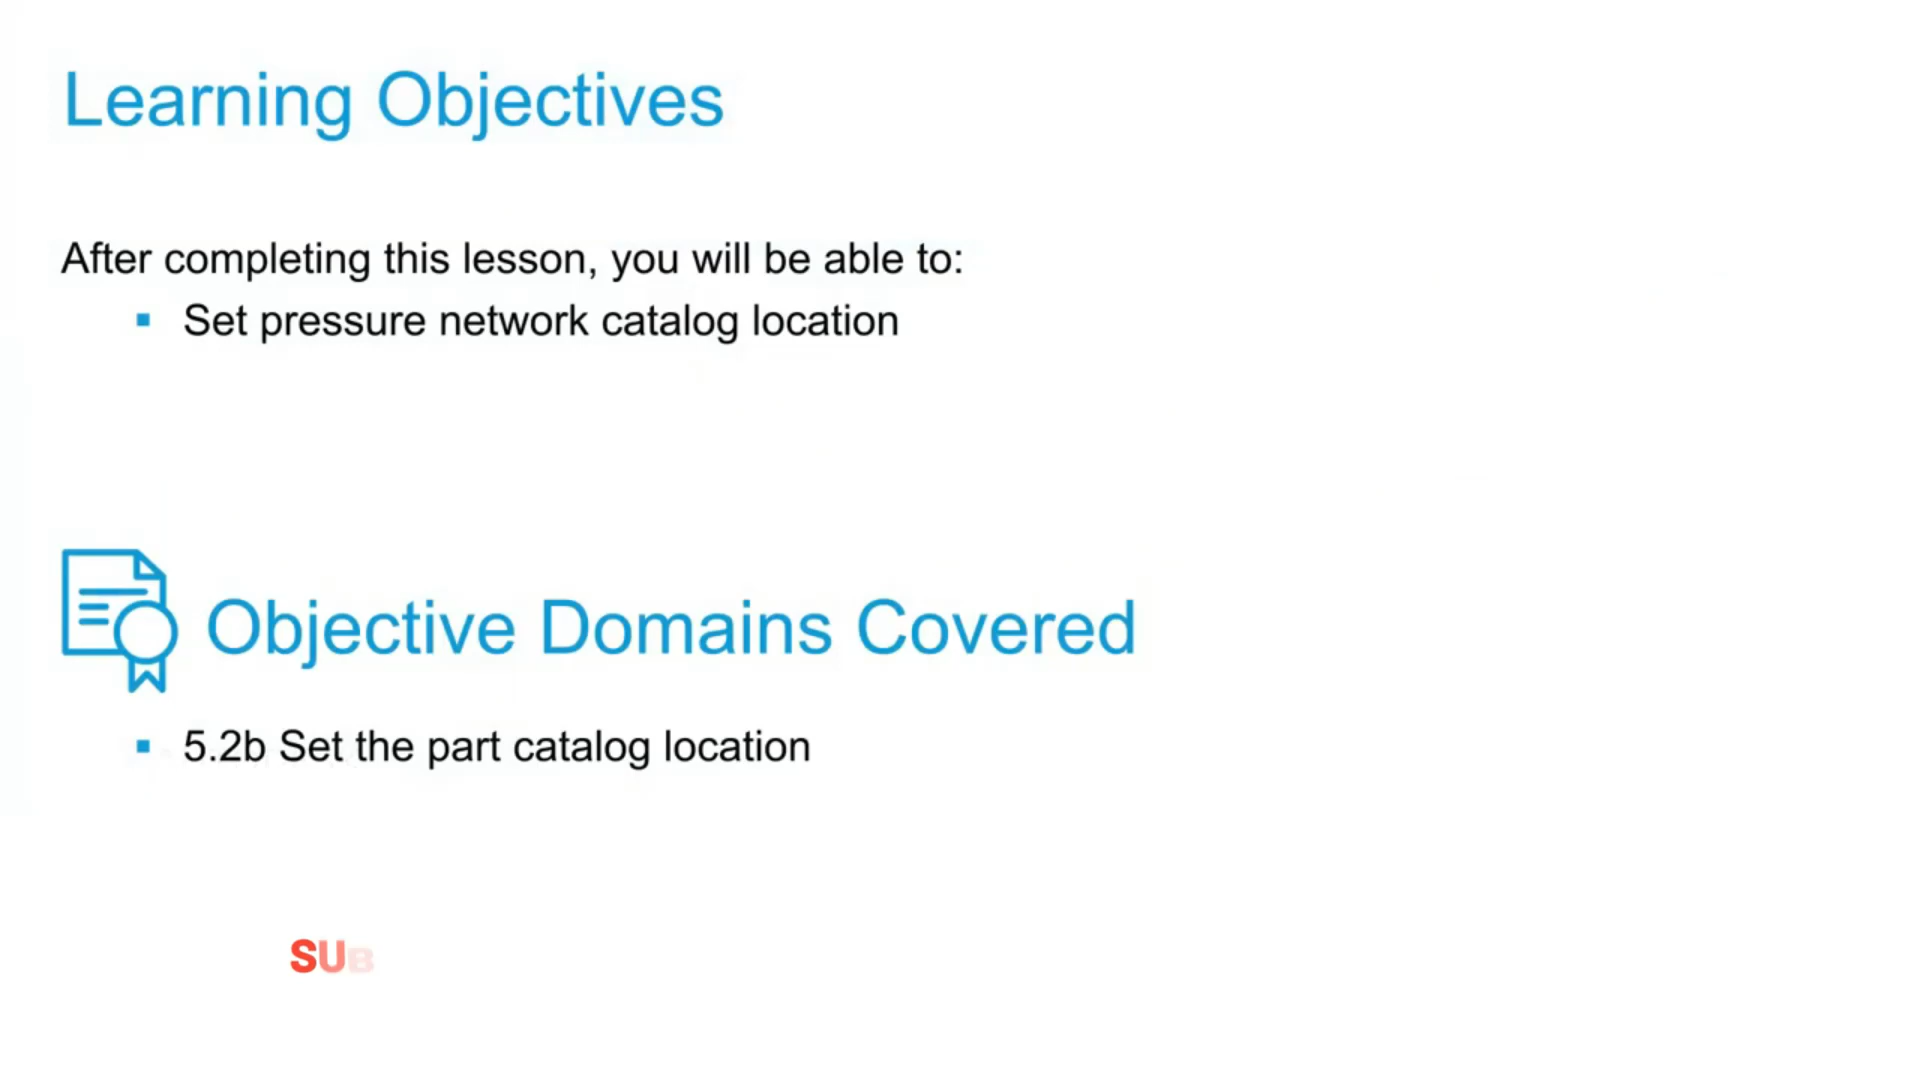 Learning Objectives
After completing this lesson, you will be able to:
▪ Set pressure network catalog location
Objective Domains Covered
▪ 5.2b Set the part catalog location
SUB